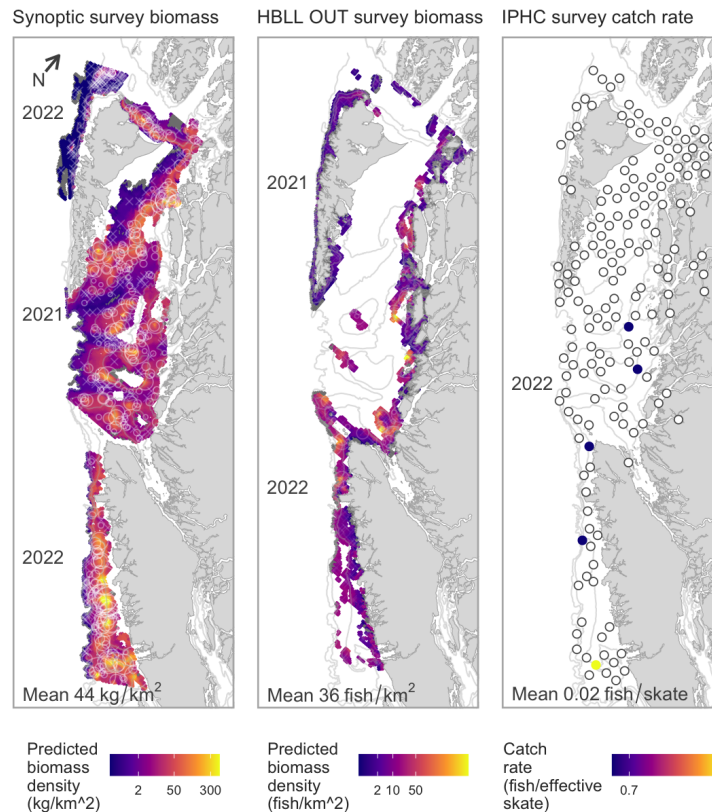 Synoptic survey biomass
HBLL OUT survey biomass
IPHC survey catch rate
N
2022
2021
2022
Mean 44 kg/km²
2021
2022
Mean 36 fish/km²
2022
Mean 0.02 fish/skate
Predicted
biomass
density
(kg/km^2)
2 50 300
Predicted
biomass
density
(fish/km^2)
2 10 50
Catch
rate
(fish/effective
skate)
0.7